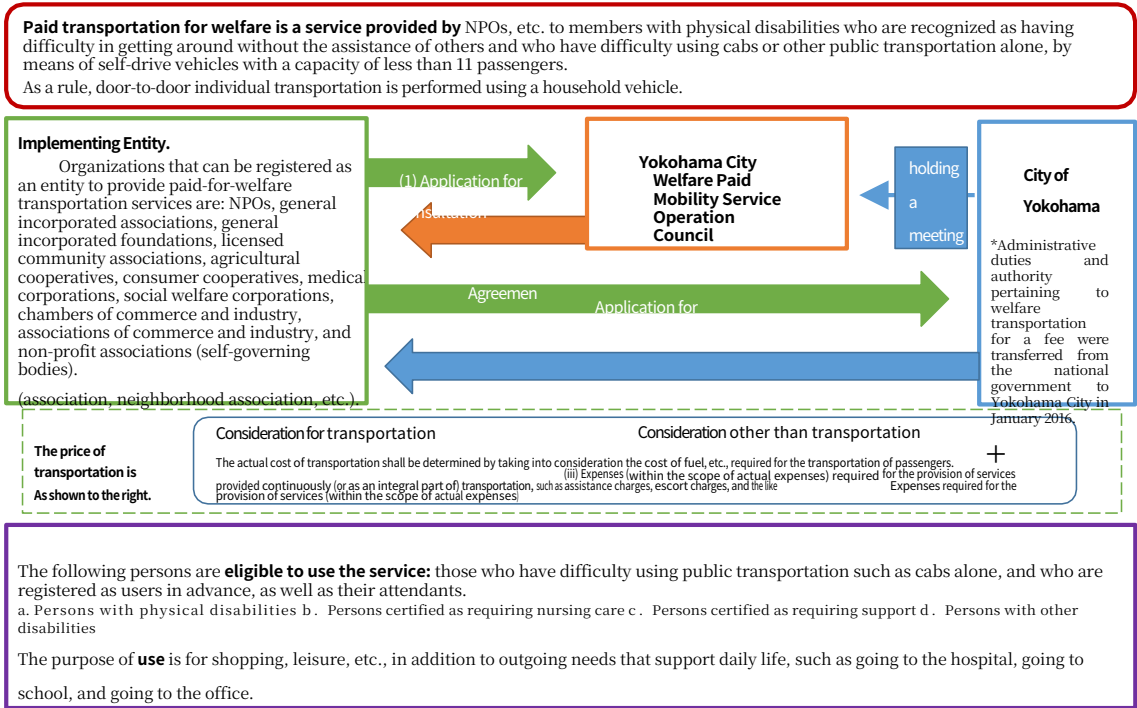 Paid transportation for welfare is a service provided by NPOs, etc. to members with physical disabilities who are recognized as having
difficulty in getting around without the assistance of others and who have difficulty using cabs or other public transportation alone, by
means of self-drive vehicles with a capacity of less than 11 passengers.
As a rule, door-to-door individual transportation is performed using a household vehicle.
Implementing Entity.
Organizations that can be registered as
an entity to provide paid-for-welfare
transportation services are: NPOs, general
incorporated associations, general
incorporated foundations, licensed
community associations, agricultural
cooperatives, consumer cooperatives, medical
corporations, social welfare corporations,
chambers of commerce and industry,
associations of commerce and industry, and
non-profit associations (self-governing
bodies).
(association, neighborhood association, etc.).
(1) Application for
Agreemen
Application for
Yokohama City
Welfare Paid
Mobility Service
Operation
Council
holding
a
meeting
City of
Yokohama
*Administrative
duties and
authority
pertaining to
welfare
transportation
for a fee were
transferred from
the national
government to
Yokohama City in
January 2016.
The price of
transportation is
As shown to the right.
Consideration for transportation
Consideration other than transportation
+
The actual cost of transportation shall be determined by taking into consideration the cost of fuel, etc., required for the transportation of passengers.
(iii) Expenses (within the scope of actual expenses) required for the provision of services
provided continuously (or as an integral part of) transportation, such as assistance charges, escort charges, and the like
Expenses required for the
provision of services (within the scope of actual expenses)
The following persons are eligible to use the service: those who have difficulty using public transportation such as cabs alone, and who are
registered as users in advance, as well as their attendants.
a. Persons with physical disabilities b. Persons certified as requiring nursing care c. Persons certified as requiring support d. Persons with other
disabilities
The purpose of use is for shopping, leisure, etc., in addition to outgoing needs that support daily life, such as going to the hospital, going to
school, and going to the office.